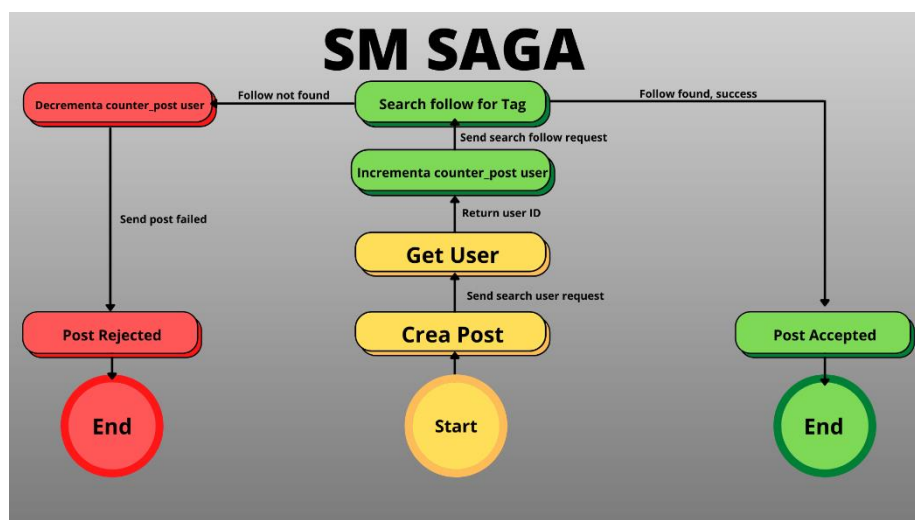 SM SAGA
Decrementa counter_post user
Follow not found
Search follow for Tag
Follow found, success
Send search follow request
Incrementa counter_post user
Send post failed
Return user ID
Get User
Send search user request
Post Rejected
Crea Post
Post Accepted
End
Start
End